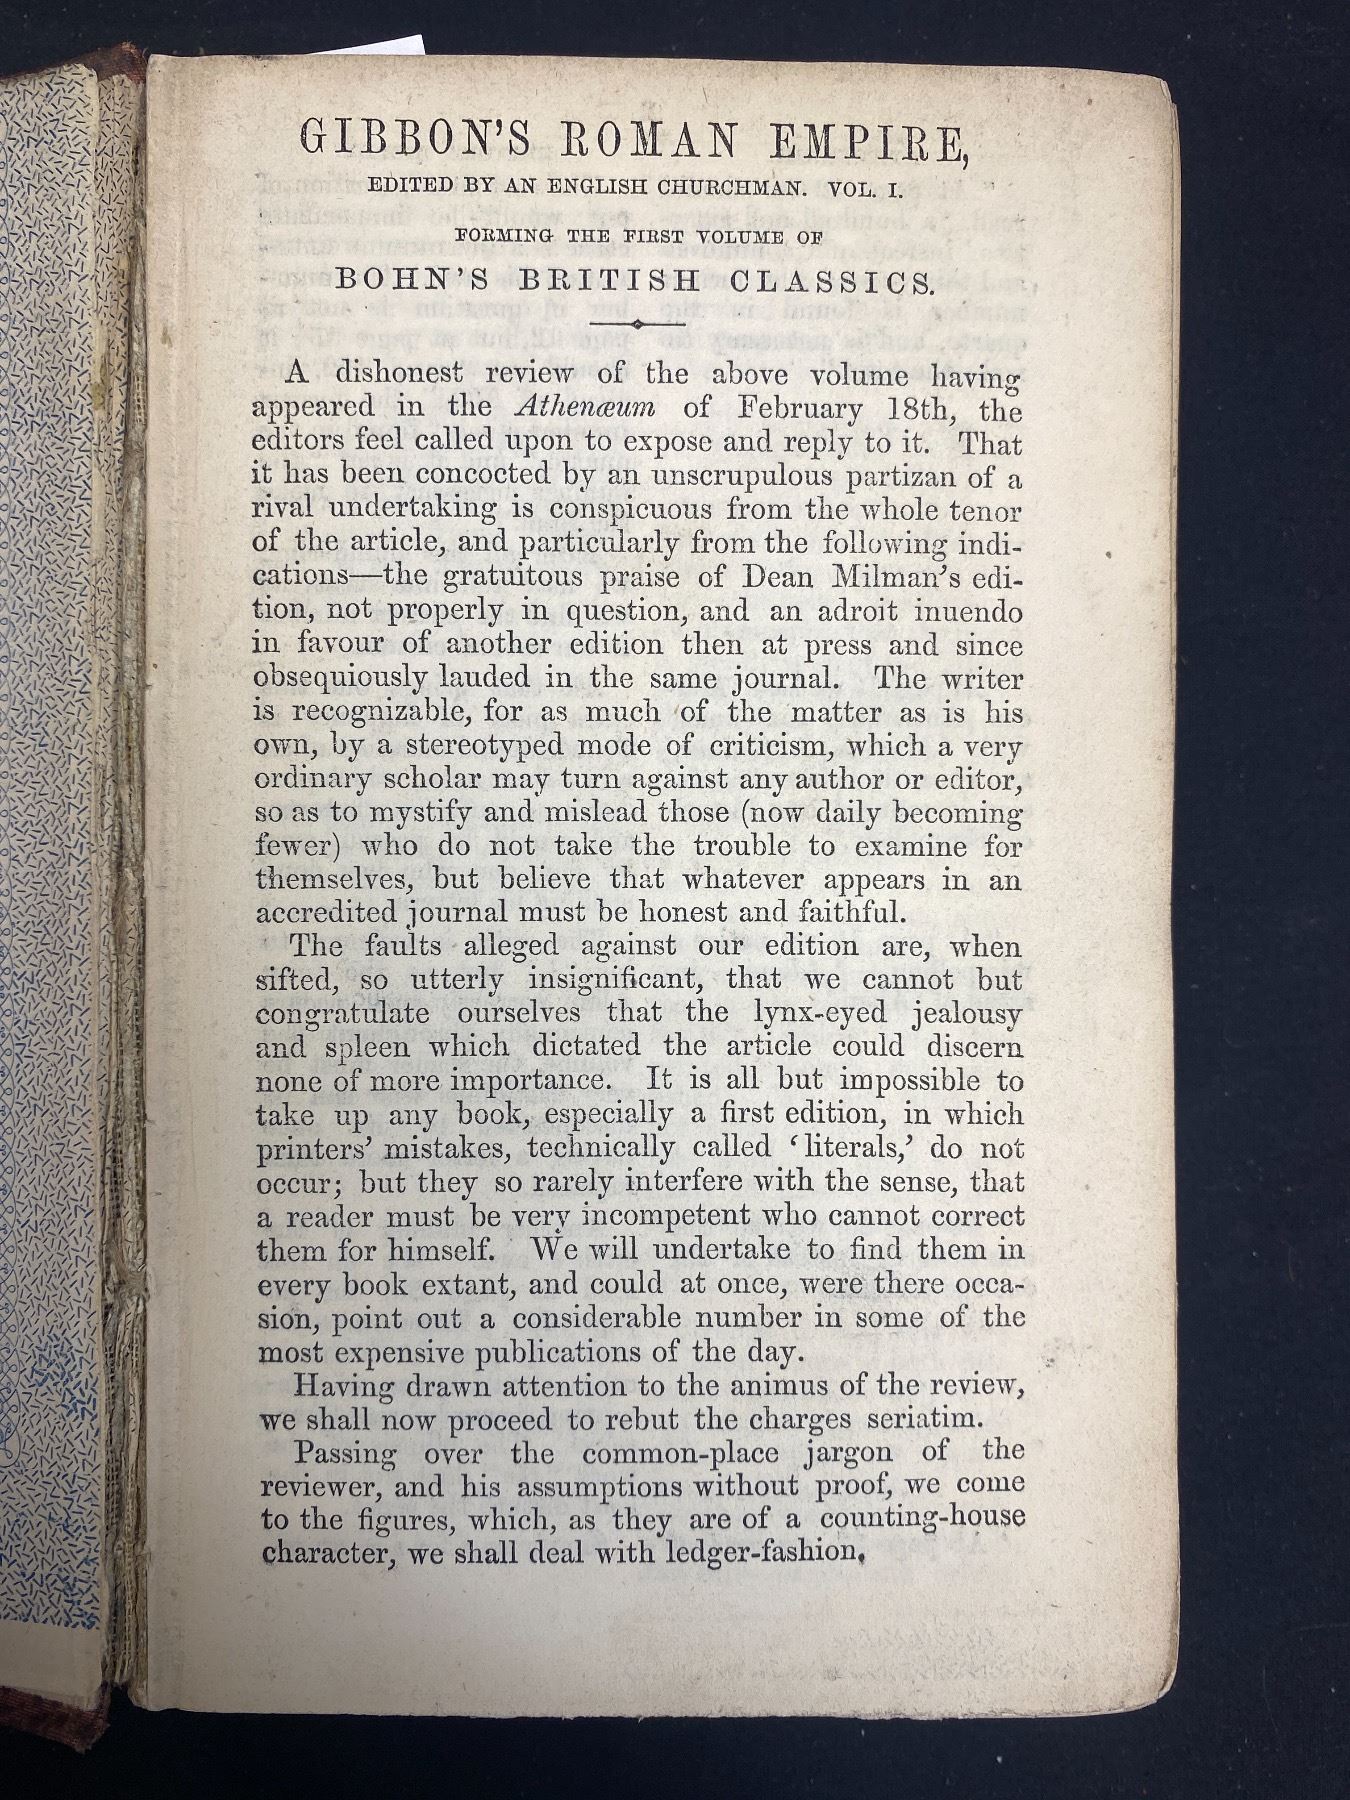 GIBBON'S ROMAN EMPIRE,
EDITED BY AN ENGLISH CHURCHMAN. VOL. I.
FORMING THE FIRST VOLUME OF
BOHN'S BRITISH CLASSICS.
A dishonest review of the above volume having
appeared in the Athenæum of February 18th, the
editors feel called upon to expose and reply to it. That
it has been concocted by an unscrupulous partizan of a
rival undertaking is conspicuous from the whole tenor
of the article, and particularly from the following indi-
cations—the gratuitous praise of Dean Milman's edi-
tion, not properly in question, and an adroit inuendo
in favour of another edition then at press and since
obsequiously lauded in the same journal. The writer
is recognizable, for as much of the matter as is his
own, by a stereotyped mode of criticism, which a very
ordinary scholar may turn against any author or editor,
so as to mystify and mislead those (now daily becoming
fewer) who do not take the trouble to examine for
themselves, but believe that whatever appears in an
accredited journal must be honest and faithful.
The faults alleged against our edition are, when
sifted, so utterly insignificant, that we cannot but
congratulate ourselves that the lynx-eyed jealousy
and spleen which dictated the article could discern
none of more importance. It is all but impossible to
take up any book, especially a first edition, in which
printers' mistakes, technically called ‘literals,’ do not
occur; but they so rarely interfere with the sense, that
a reader must be very incompetent who cannot correct
them for himself. We will undertake to find them in
every book extant, and could at once, were there occa-
sion, point out a considerable number in some of the
most expensive publications of the day.
Having drawn attention to the animus of the review,
we shall now proceed to rebut the charges seriatim.
Passing over the common-place jargon of the
reviewer, and his assumptions without proof, we come
to the figures, which, as they are of a counting-house
character, we shall deal with ledger-fashion.